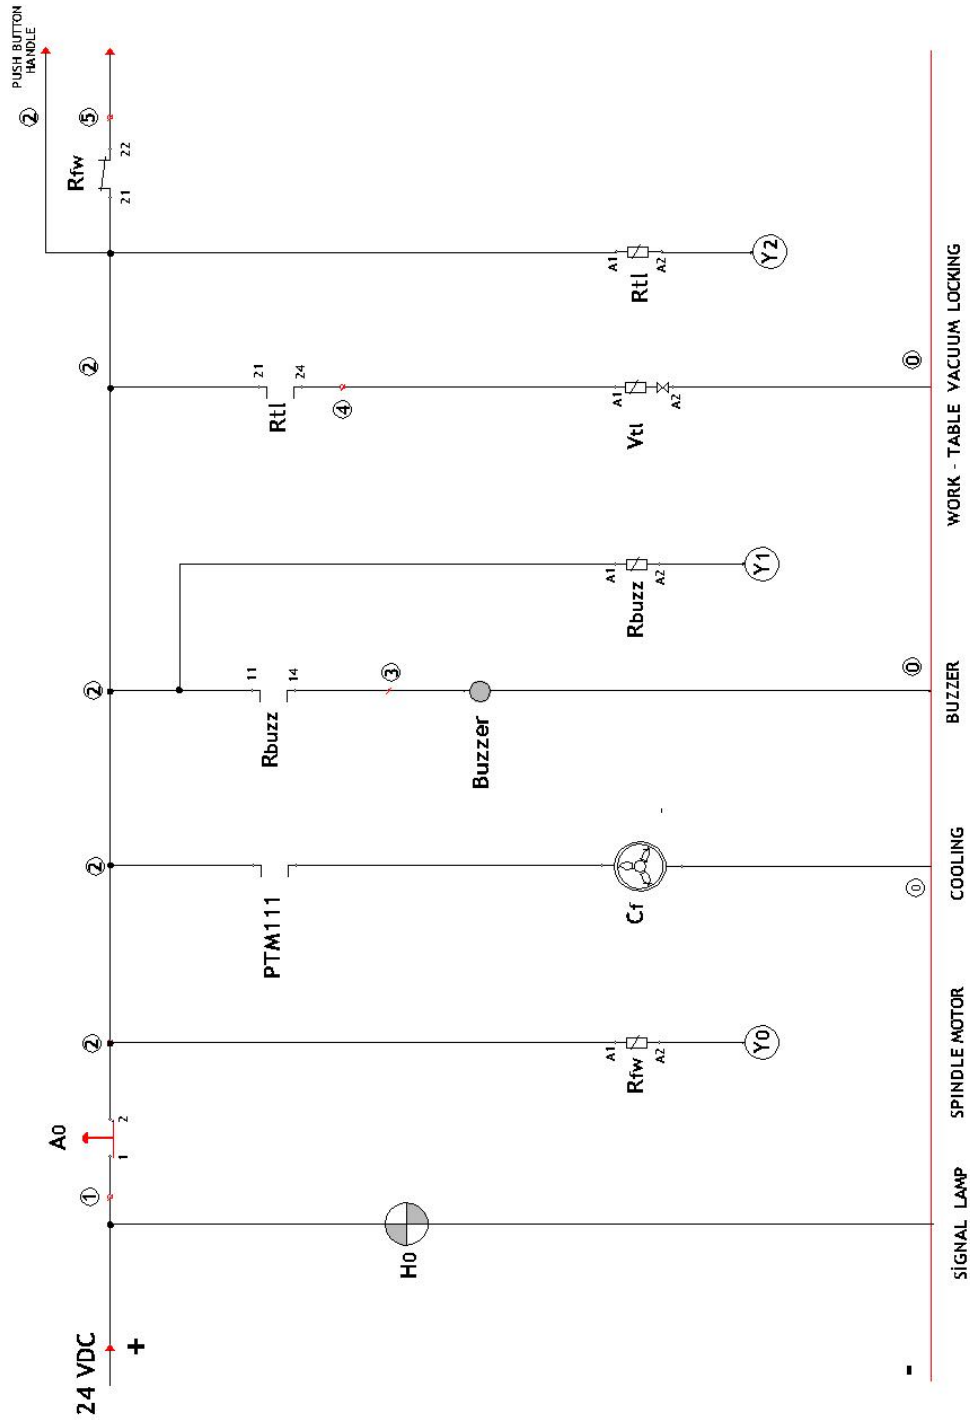 24 VDC
+
-
1
A0
1
2
2
2
2
2
Rfw
21
22
5
2
PUSH BUTTON
HANDLE
H0
PTM111
Rbuzz
11
14
3
Buzzer
Rtl
21
24
4
Rfw
A1
A2
Y0
Cf
Rbuzz
A1
A2
Y1
Vtl
A1
A2
Rtl
A1
A2
Y2
0
0
0
SİGNAL LAMP
SPINDLE MOTOR
COOLING
BUZZER
WORK - TABLE VACUUM LOCKING